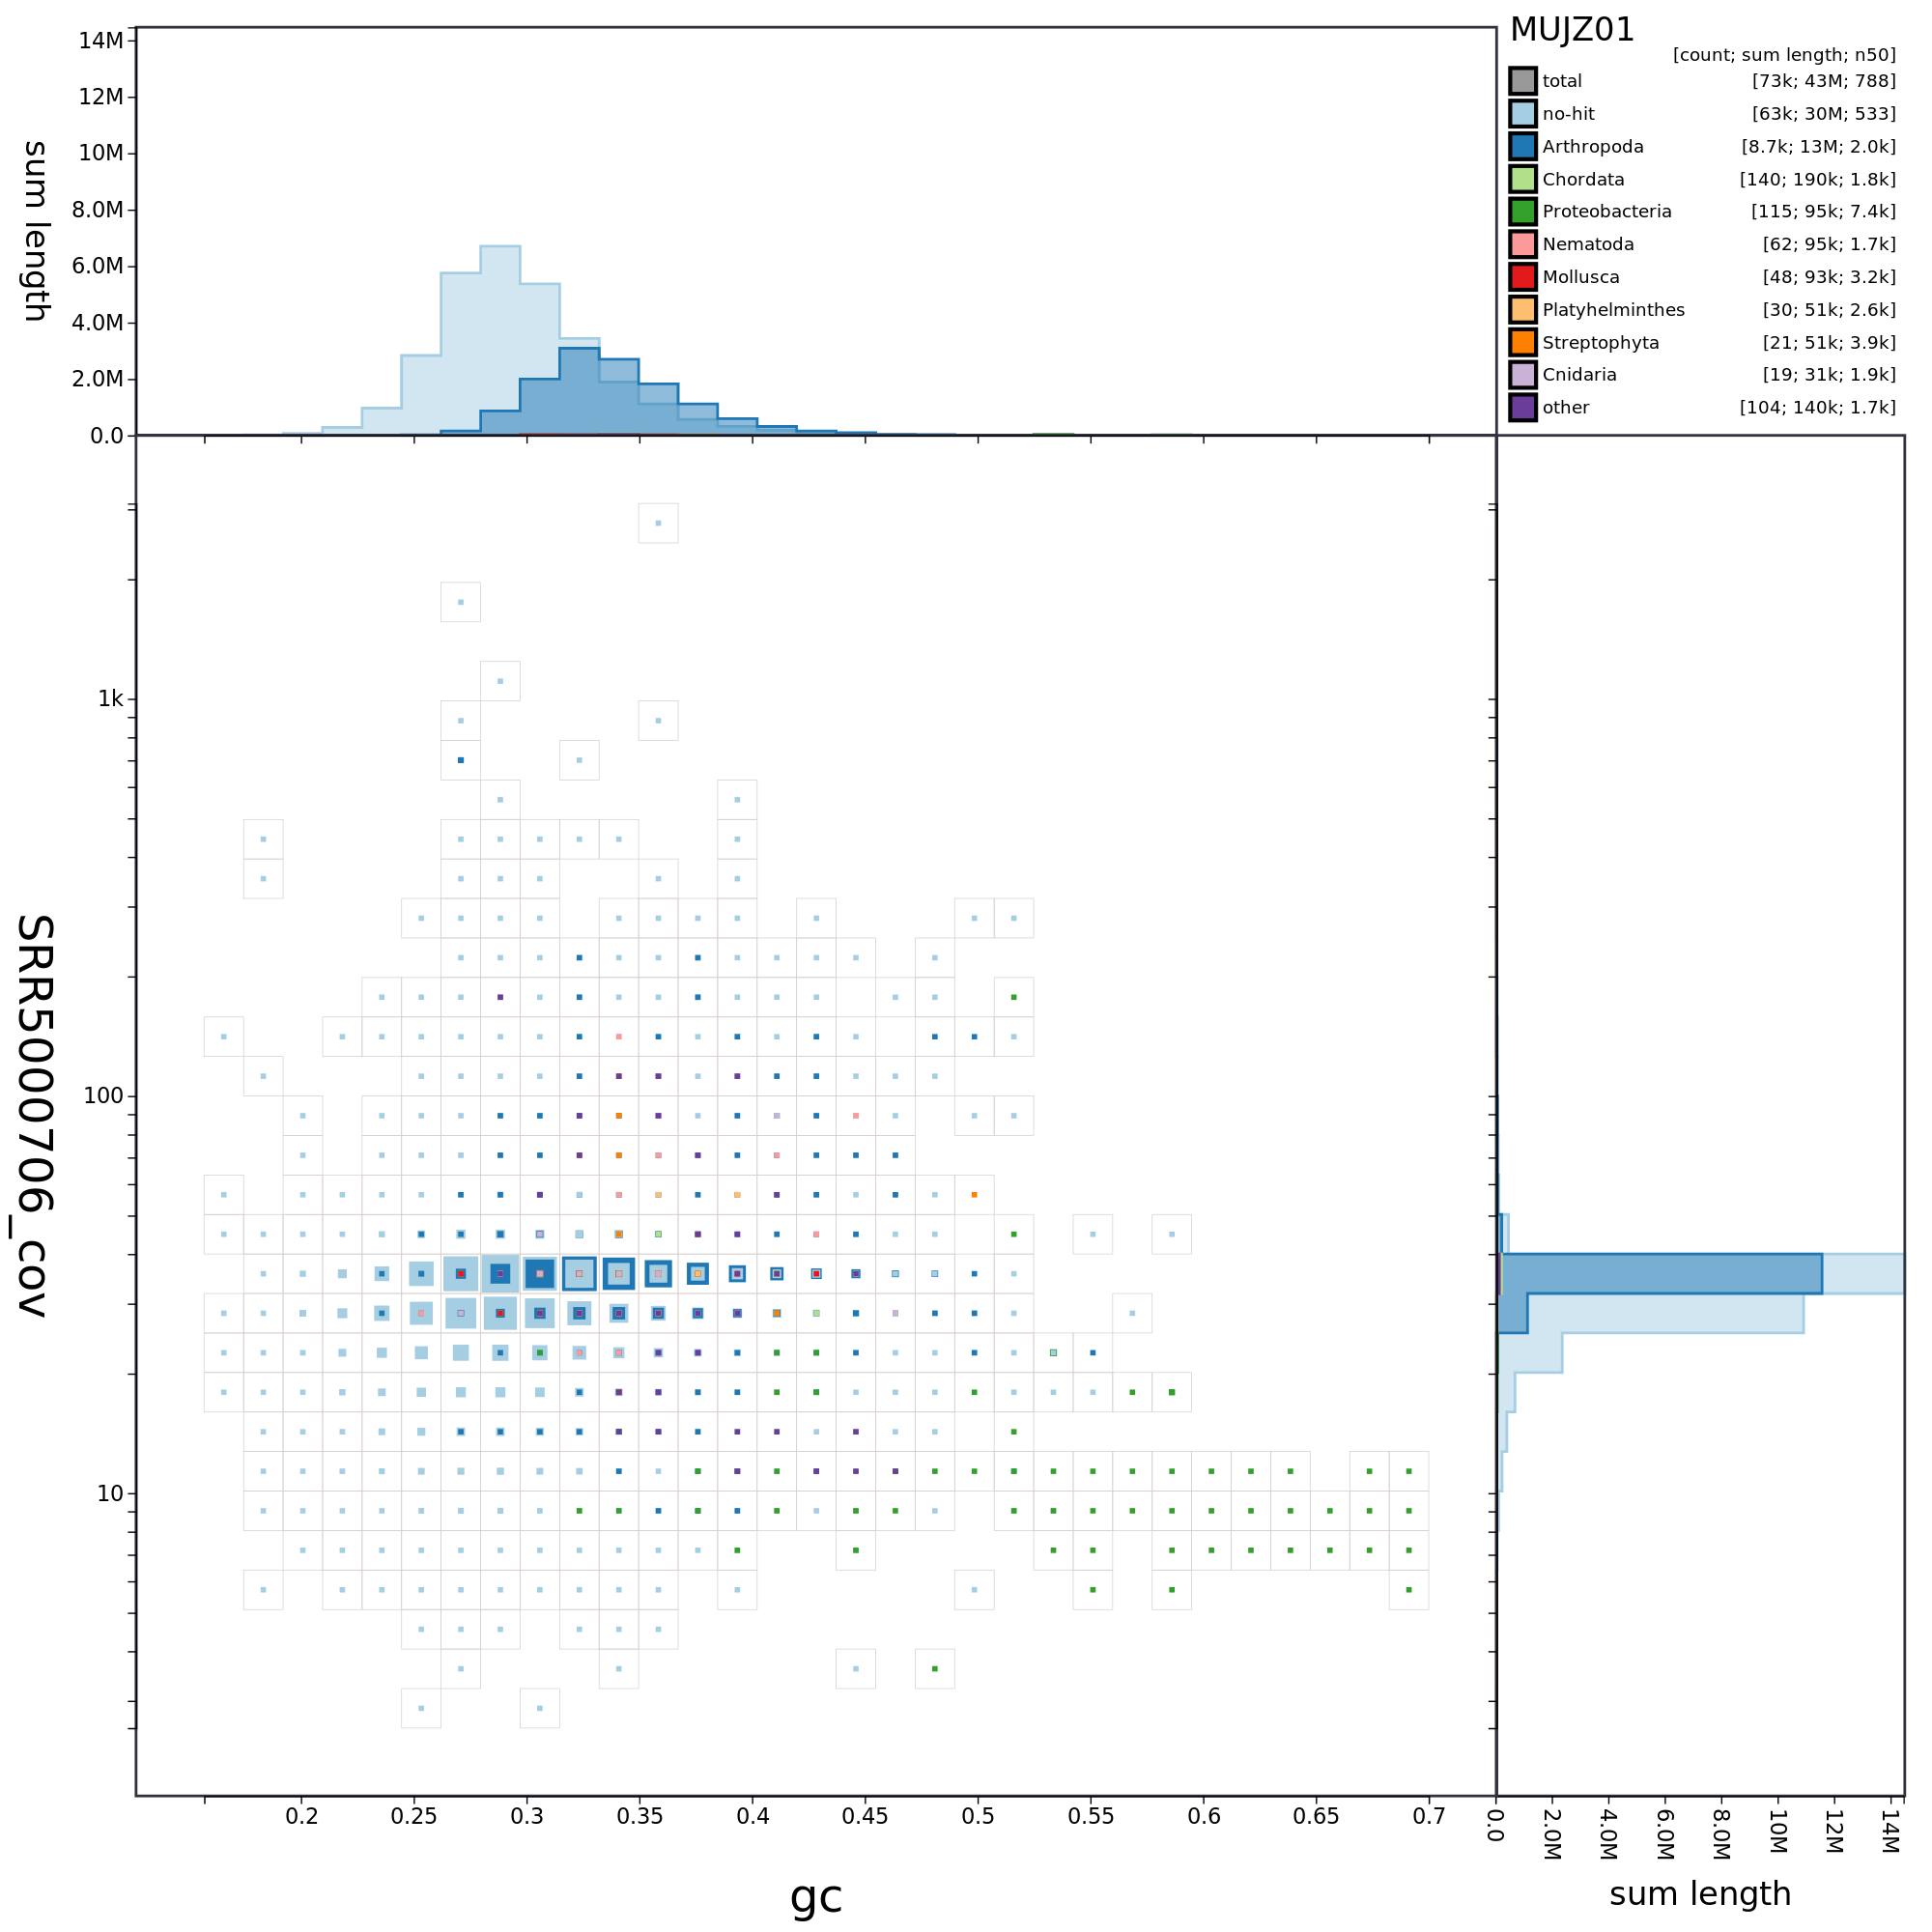 MUJZ01
[count; sum length; n50]
total [73k; 43M; 788]
no-hit [63k; 30M; 533]
Arthropoda [8.7k; 13M; 2.0k]
Chordata [140; 190k; 1.8k]
Proteobacteria [115; 95k; 7.4k]
Nematoda [62; 95k; 1.7k]
Mollusca [48; 93k; 3.2k]
Platyhelminthes [30; 51k; 2.6k]
Streptophyta [21; 51k; 3.9k]
Cnidaria [19; 31k; 1.9k]
other [104; 140k; 1.7k]
sum length
14M
12M
10M
8.0M
6.0M
4.0M
2.0M
0.0
SRR5000706_cov
1k
100
10
0.2 0.25 0.3 0.35 0.4 0.45 0.5 0.55 0.6 0.65 0.7
gc
0.0 2.0M 4.0M 6.0M 8.0M 10M 12M 14M
sum length